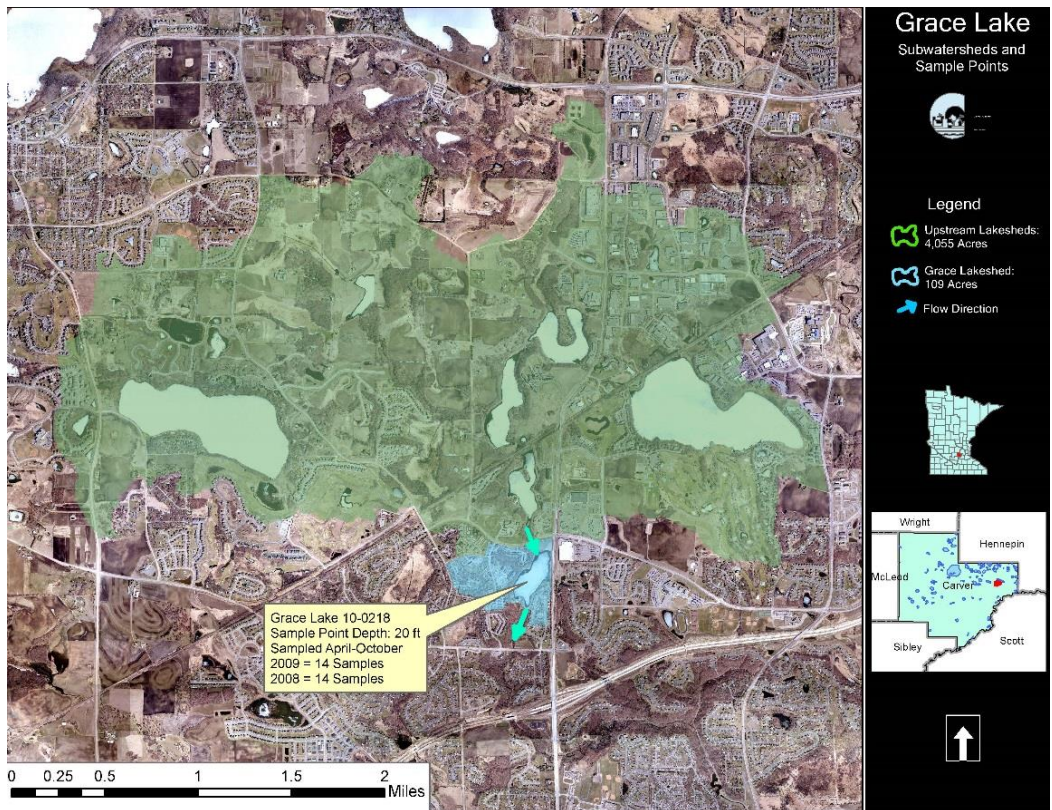 Grace Lake
Subwatersheds and
Sample Points
Legend
Upstream Lakesheds:
4,055 Acres
Grace Lakeshed:
109 Acres
Flow Direction
Wright
Hennepin
McLeod
Carver
Sibley
Scott
Grace Lake 10-0218
Sample Point Depth: 20 ft
Sampled April-October
2009 = 14 Samples
2008 = 14 Samples
0 0.25 0.5 1 1.5 2
Miles